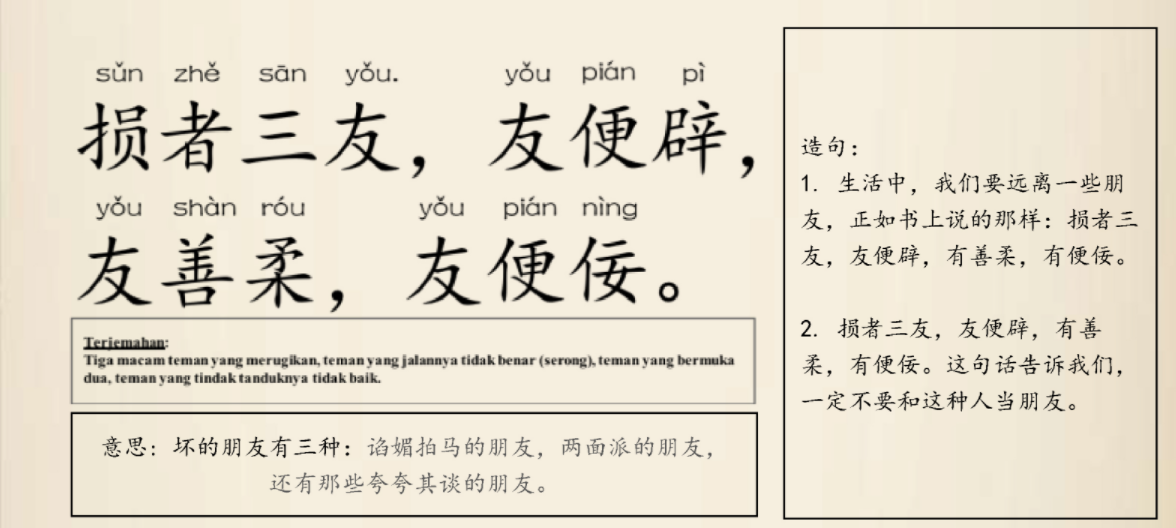 sǔn zhě sān yǒu. yǒu pián pì
损者三友，友便辟，
yǒu shàn róu yǒu pián nìng
友善柔，友便佞。
Terjemahan:
Tiga macam teman yang merugikan, teman yang jalannya tidak benar (serong), teman yang bermuka
dua, teman yang tindak tanduknya tidak baik.
意思：坏的朋友有三种：谄媚拍马的朋友，两面派的朋友，
还有那些夸夸其谈的朋友。
造句：
1. 生活中，我们要远离一些朋
友，正如书上说的那样：损者三
友，友便辟，有善柔，有便佞。
2. 损者三友，友便辟，有善
柔，有便佞。这句话告诉我们，
一定不要和这种人当朋友。